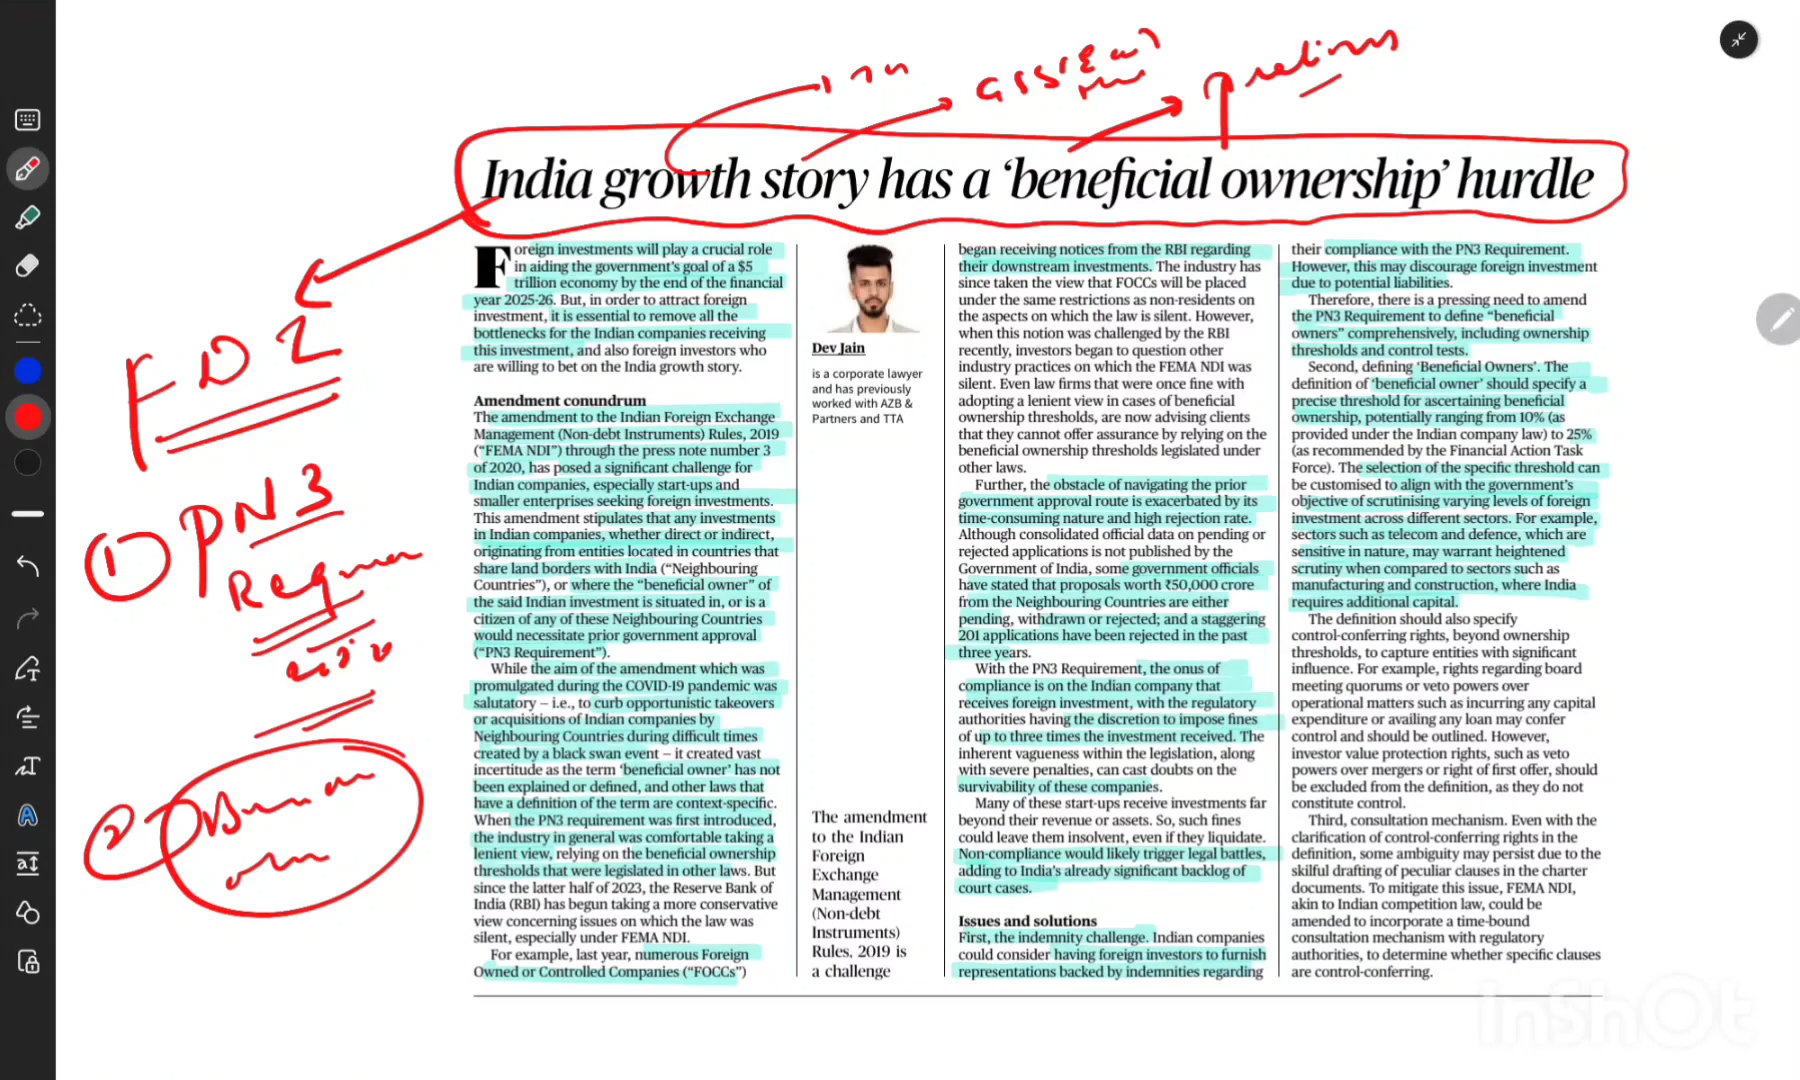 prelims
India growth story has a ‘beneficial ownership’ hurdle
FDI
① PN3
②
Foreign investments will play a crucial role
in aiding the government’s goal of a $5
trillion economy by the end of the financial
year 2025-26. But, in order to attract foreign
investment, it is essential to remove all the
bottlenecks for the Indian companies receiving
this investment, and also foreign investors who
are willing to bet on the India growth story.
Amendment conundrum
The amendment to the Indian Foreign Exchange
Management (Non-debt Instruments) Rules, 2019
(“FEMA NDI”) through the press note number 3
of 2020, has posed a significant challenge for
Indian companies, especially start-ups and
smaller enterprises seeking foreign investments.
This amendment stipulates that any investments
in Indian companies, whether direct or indirect,
originating from entities located in countries that
share land borders with India (“Neighbouring
Countries”), or where the “beneficial owner” of
the said Indian investment is situated in, or is a
citizen of any of these Neighbouring Countries
would necessitate prior government approval
(“PN3 Requirement”).
While the aim of the amendment which was
promulgated during the COVID-19 pandemic was
salutatory – i.e., to curb opportunistic takeovers
or acquisitions of Indian companies by
Neighbouring Countries during difficult times
created by a black swan event – it created vast
incertitude as the term ‘beneficial owner’ has not
been explained or defined, and other laws that
have a definition of the term are context-specific.
When the PN3 requirement was first introduced,
the industry in general was comfortable taking a
lenient view, relying on the beneficial ownership
thresholds that were legislated in other laws. But
since the latter half of 2023, the Reserve Bank of
India (RBI) has begun taking a more conservative
view concerning issues on which the law was
silent, especially under FEMA NDI.
For example, last year, numerous Foreign
Owned or Controlled Companies (“FOCCs”)
Dev Jain
is a corporate lawyer
and has previously
worked with AZB &
Partners and TTA
The amendment
to the Indian
Foreign
Exchange
Management
(Non-debt
Instruments)
Rules, 2019 is
a challenge
began receiving notices from the RBI regarding
their downstream investments. The industry has
since taken the view that FOCCs will be placed
under the same restrictions as non-residents on
the aspects on which the law is silent. However,
when this notion was challenged by the RBI
recently, investors began to question other
industry practices on which the FEMA NDI was
silent. Even law firms that were once fine with
adopting a lenient view in cases of beneficial
ownership thresholds, are now advising clients
that they cannot offer assurance by relying on the
beneficial ownership thresholds legislated under
other laws.
Further, the obstacle of navigating the prior
government approval route is exacerbated by its
time-consuming nature and high rejection rate.
Although consolidated official data on pending or
rejected applications is not published by the
Government of India, some government officials
have stated that proposals worth ₹50,000 crore
from the Neighbouring Countries are either
pending, withdrawn or rejected; and a staggering
201 applications have been rejected in the past
three years.
With the PN3 Requirement, the onus of
compliance is on the Indian company that
receives foreign investment, with the regulatory
authorities having the discretion to impose fines
of up to three times the investment received. The
inherent vagueness within the legislation, along
with severe penalties, can cast doubts on the
survivability of these companies.
Many of these start-ups receive investments far
beyond their revenue or assets. So, such fines
could leave them insolvent, even if they liquidate.
Non-compliance would likely trigger legal battles,
adding to India’s already significant backlog of
court cases.
Issues and solutions
First, the indemnity challenge. Indian companies
could consider having foreign investors to furnish
representations backed by indemnities regarding
their compliance with the PN3 Requirement.
However, this may discourage foreign investment
due to potential liabilities.
Therefore, there is a pressing need to amend
the PN3 Requirement to define “beneficial
owners” comprehensively, including ownership
thresholds and control tests.
Second, defining ‘Beneficial Owners’. The
definition of ‘beneficial owner’ should specify a
precise threshold for ascertaining beneficial
ownership, potentially ranging from 10% (as
provided under the Indian company law) to 25%
(as recommended by the Financial Action Task
Force). The selection of the specific threshold can
be customised to align with the government’s
objective of scrutinising varying levels of foreign
investment across different sectors. For example,
sectors such as telecom and defence, which are
sensitive in nature, may warrant heightened
scrutiny when compared to sectors such as
manufacturing and construction, where India
requires additional capital.
The definition should also specify
control-conferring rights, beyond ownership
thresholds, to capture entities with significant
influence. For example, rights regarding board
meeting quorums or veto powers over
operational matters such as incurring any capital
expenditure or availing any loan may confer
control and should be outlined. However,
investor value protection rights, such as veto
powers over mergers or right of first offer, should
be excluded from the definition, as they do not
constitute control.
Third, consultation mechanism. Even with the
clarification of control-conferring rights in the
definition, some ambiguity may persist due to the
skilful drafting of peculiar clauses in the charter
documents. To mitigate this issue, FEMA NDI,
akin to Indian competition law, could be
amended to incorporate a time-bound
consultation mechanism with regulatory
authorities, to determine whether specific clauses
are control-conferring.
InShOt